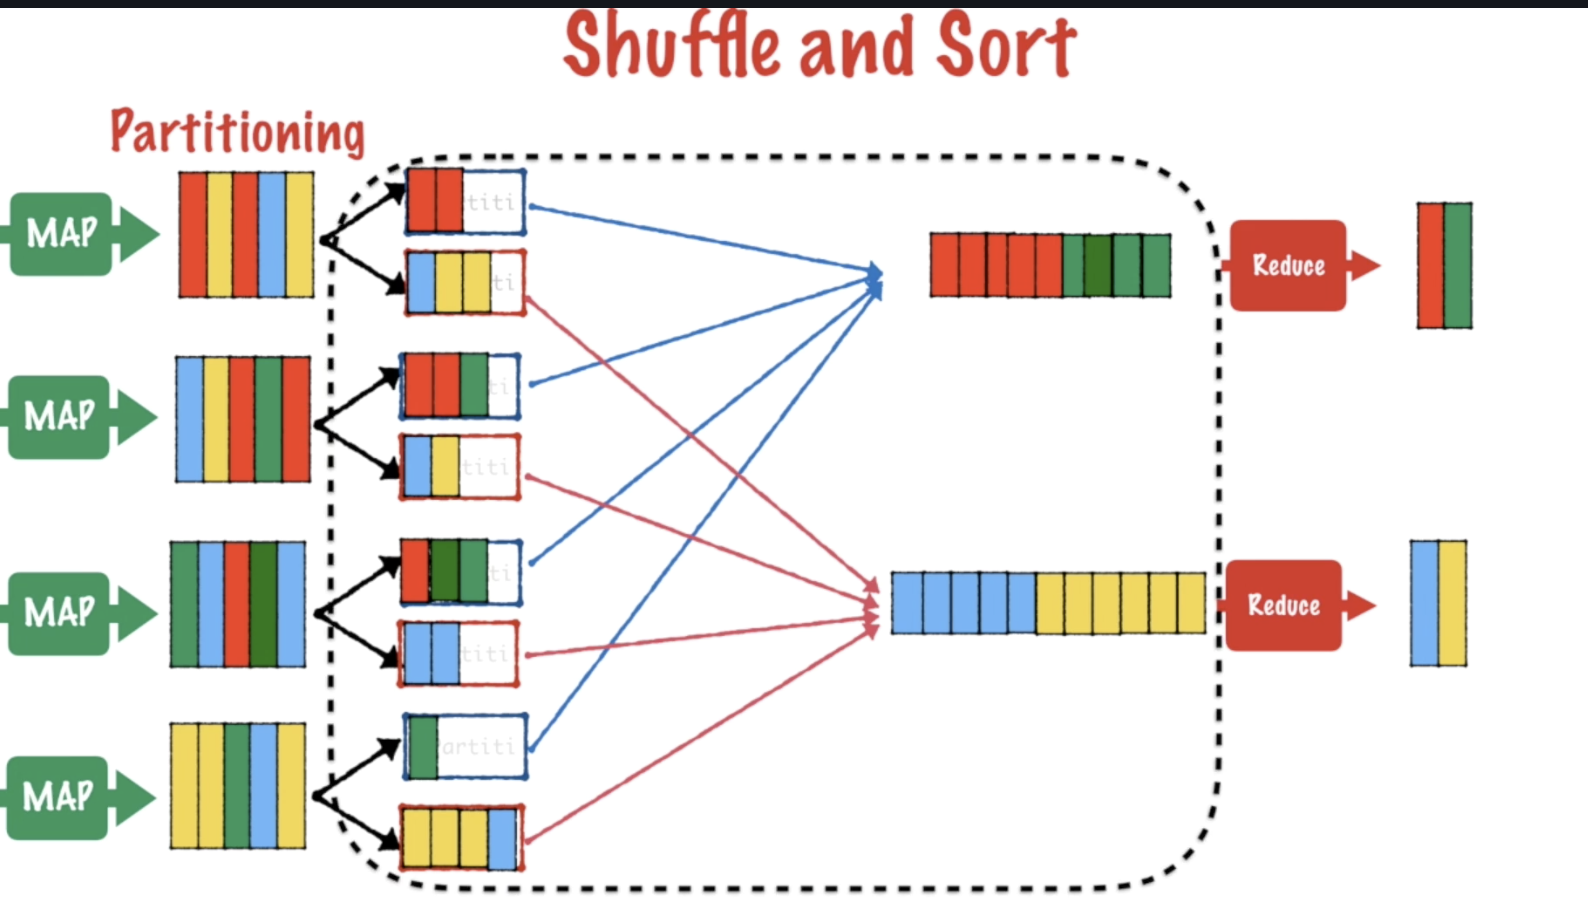 Shuffle and Sort
Partitioning
MAP
titi
ti
Reduce
MAP
ti
titi
MAP
ti
titi
Reduce
MAP
artiti